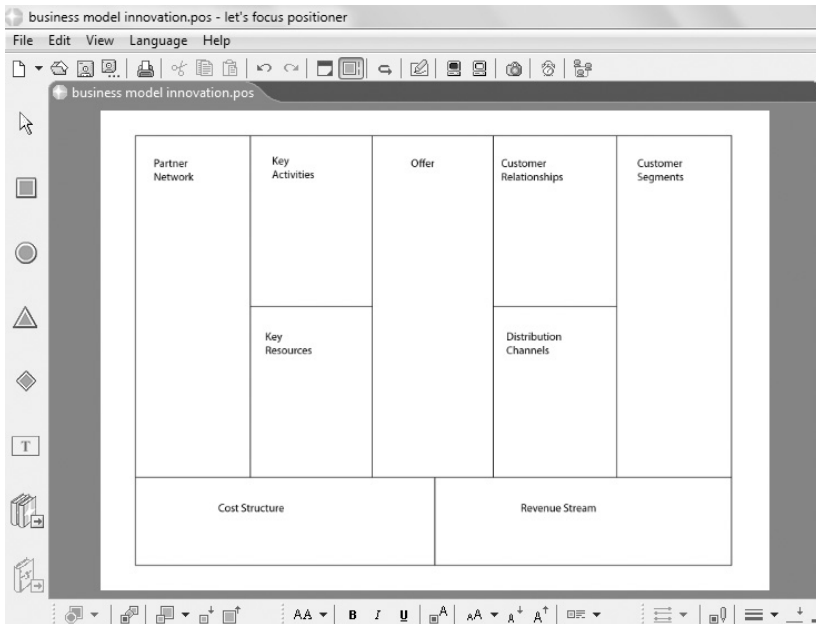 business model innovation.pos - let's focus positioner
File Edit View Language Help
business model innovation.pos
Partner
Network
Key
Activities
Offer
Customer
Relationships
Customer
Segments
Key
Resources
Distribution
Channels
Cost Structure
Revenue Stream
T
AA B I U A AA A A